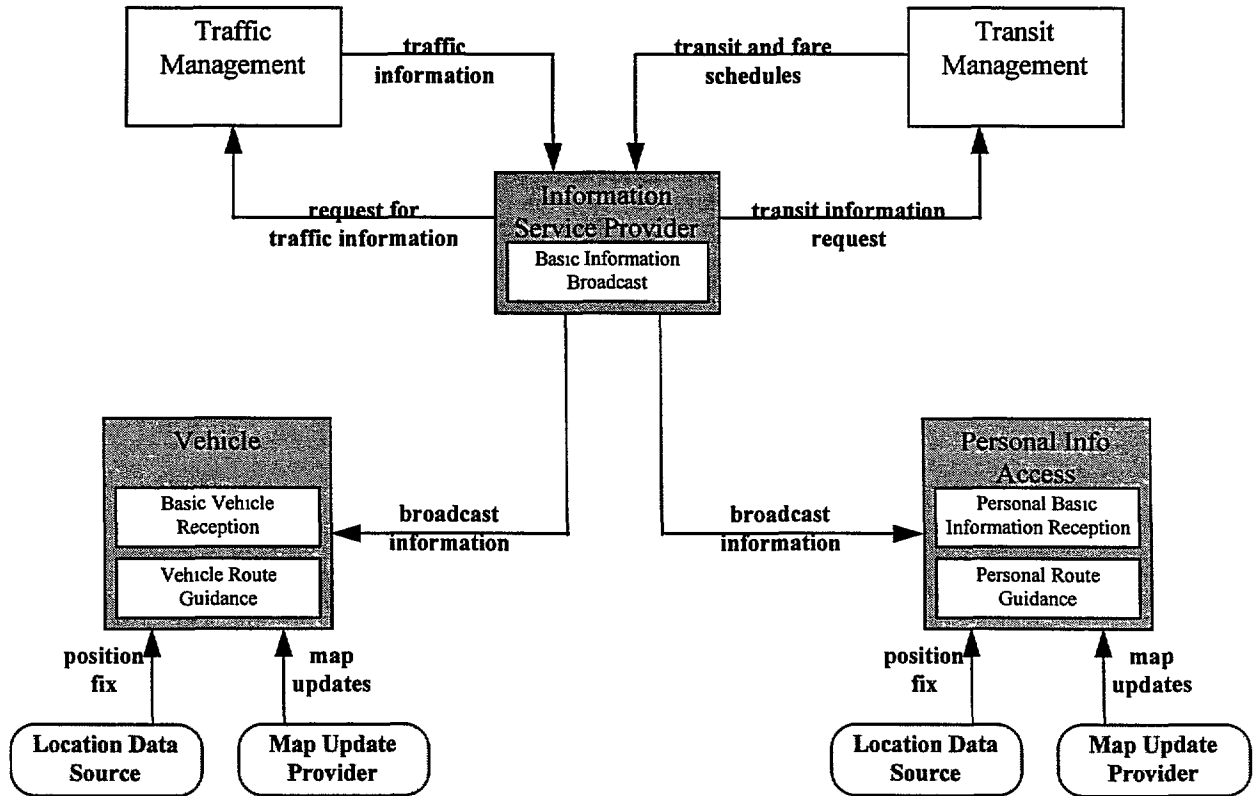 Traffic
Management
traffic
information
transit and fare
schedules
Transit
Management
request for
traffic information
Information
Service Provider
Basic Information
Broadcast
transit information
request
Vehicle
Basic Vehicle
Reception
Vehicle Route
Guidance
broadcast
information
broadcast
information
Personal Info
Access
Personal Basic
Information Reception
Personal Route
Guidance
position
fix
map
updates
position
fix
map
updates
Location Data
Source
Map Update
Provider
Location Data
Source
Map Update
Provider